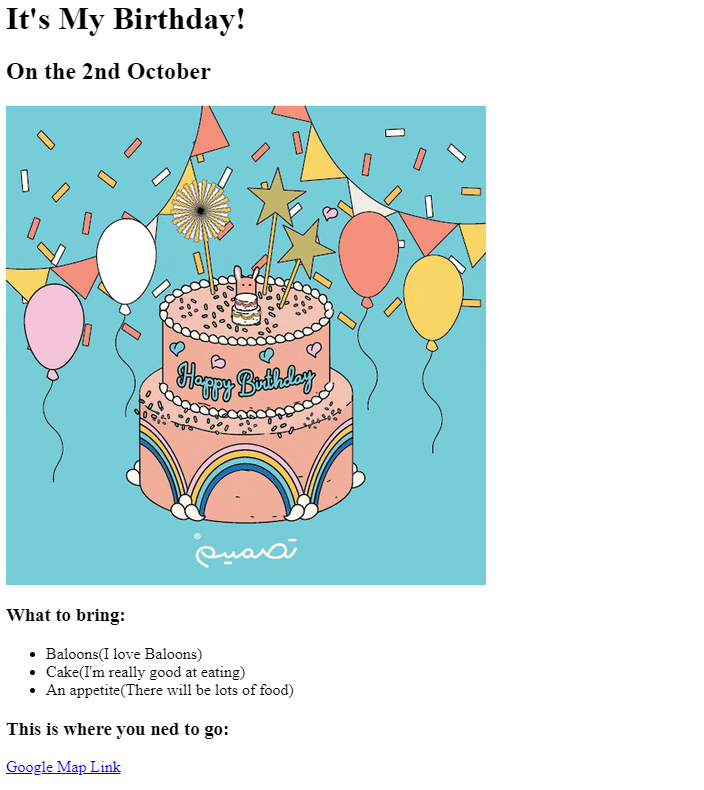 It's My Birthday!
On the 2nd October
Happy Birthday
تصميم
What to bring:
Baloons(I love Baloons)
Cake(I'm really good at eating)
An appetite(There will be lots of food)
This is where you ned to go:
Google Map Link